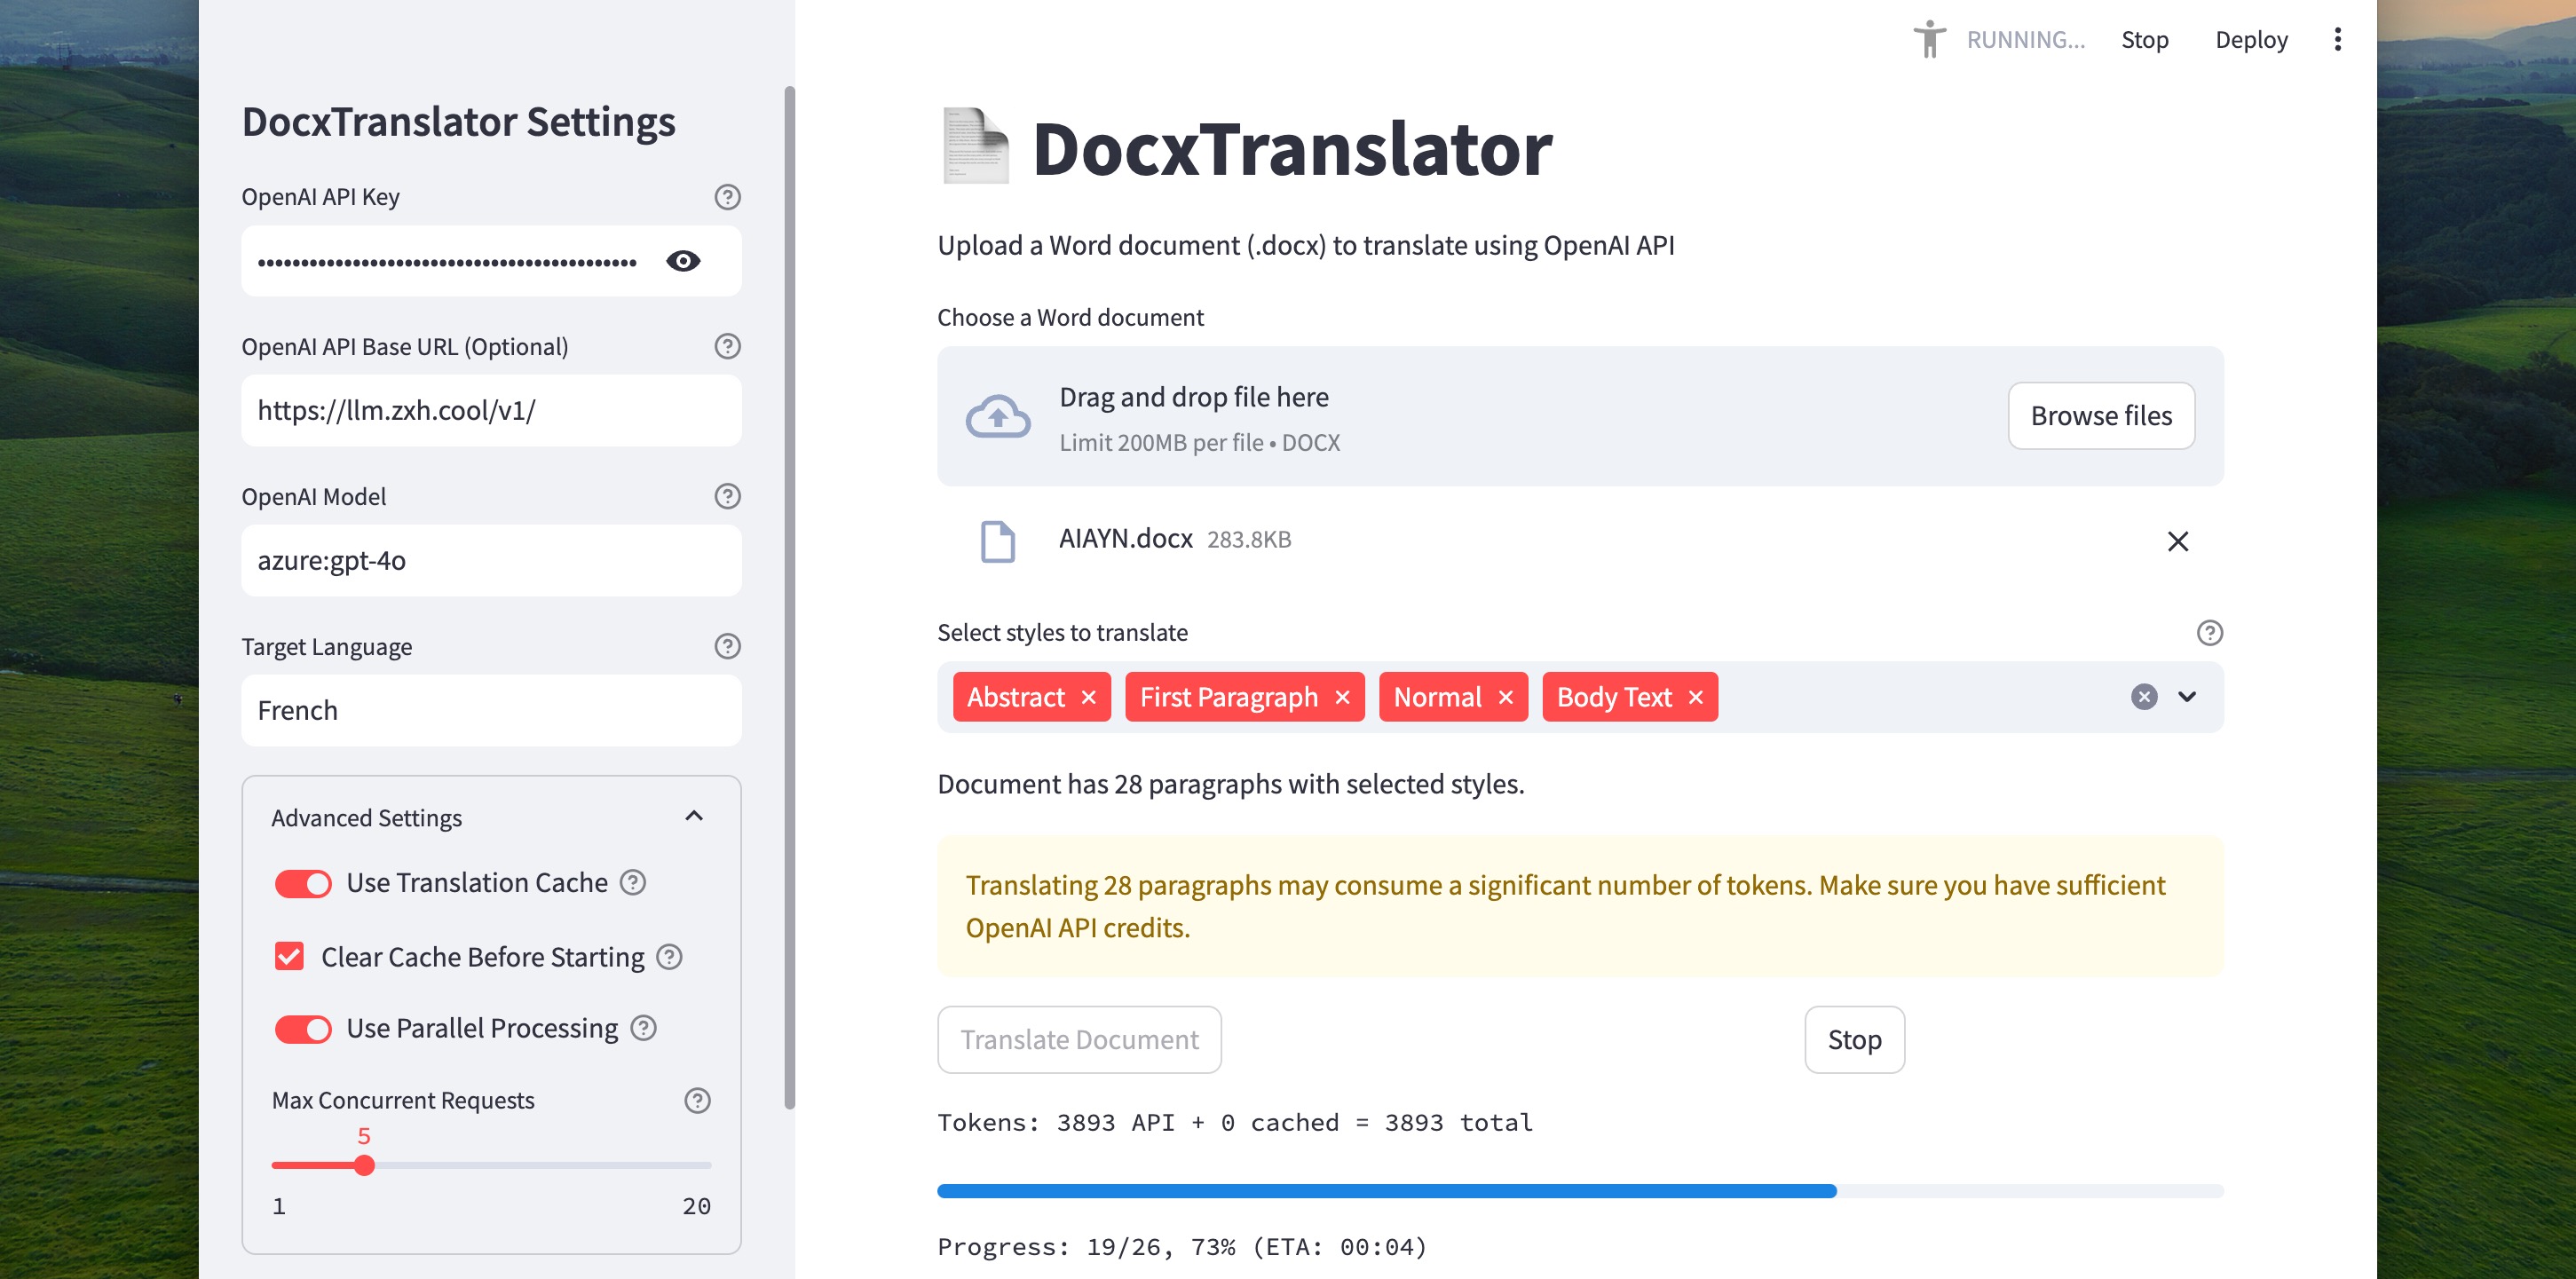 RUNNING...
Stop
Deploy
DocxTranslator Settings
OpenAI API Key
••••••••••••••••••••••••••••••••••••••••••••
OpenAI API Base URL (Optional)
https://llm.zxh.cool/v1/
OpenAI Model
azure:gpt-4o
Target Language
French
Advanced Settings
Use Translation Cache
Clear Cache Before Starting
Use Parallel Processing
Max Concurrent Requests
5
1
20
DocxTranslator
Upload a Word document (.docx) to translate using OpenAI API
Choose a Word document
Drag and drop file here
Limit 200MB per file • DOCX
Browse files
AIAYN.docx 283.8KB
Select styles to translate
Abstract
First Paragraph
Normal
Body Text
Document has 28 paragraphs with selected styles.
Translating 28 paragraphs may consume a significant number of tokens. Make sure you have sufficient
OpenAI API credits.
Translate Document
Stop
Tokens: 3893 API + 0 cached = 3893 total
Progress: 19/26, 73% (ETA: 00:04)